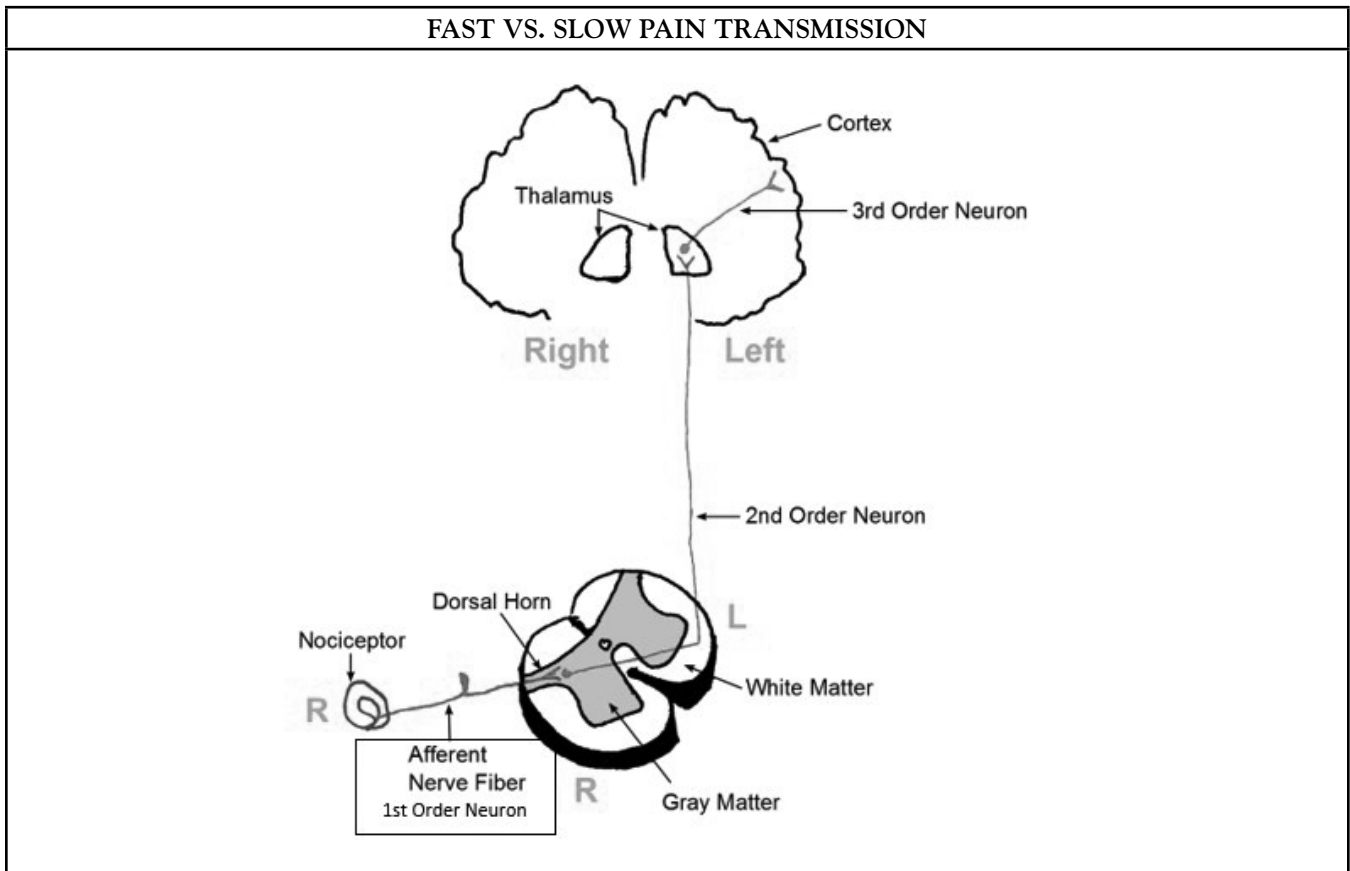 FAST VS. SLOW PAIN TRANSMISSION
Cortex
Thalamus
3rd Order Neuron
Right
Left
2nd Order Neuron
Dorsal Horn
L
Nociceptor
White Matter
R
Afferent
Nerve Fiber
1st Order Neuron
R
Gray Matter